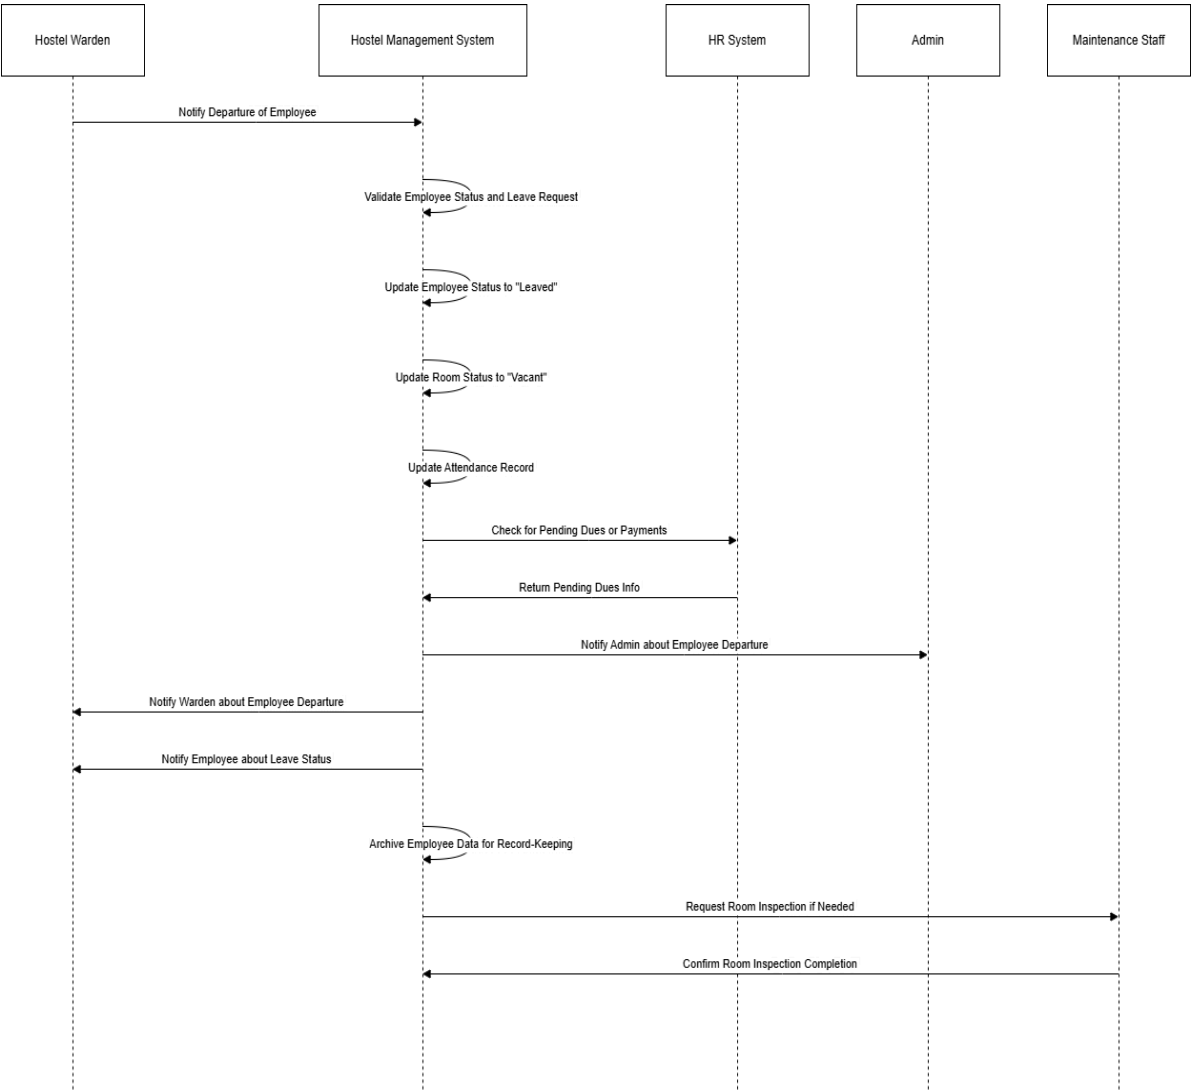 Hostel Warden
Hostel Management System
HR System
Admin
Maintenance Staff
Notify Departure of Employee
Validate Employee Status and Leave Request
Update Employee Status to "Leaved"
Update Room Status to "Vacant"
Update Attendance Record
Check for Pending Dues or Payments
Return Pending Dues Info
Notify Admin about Employee Departure
Notify Warden about Employee Departure
Notify Employee about Leave Status
Archive Employee Data for Record-Keeping
Request Room Inspection if Needed
Confirm Room Inspection Completion